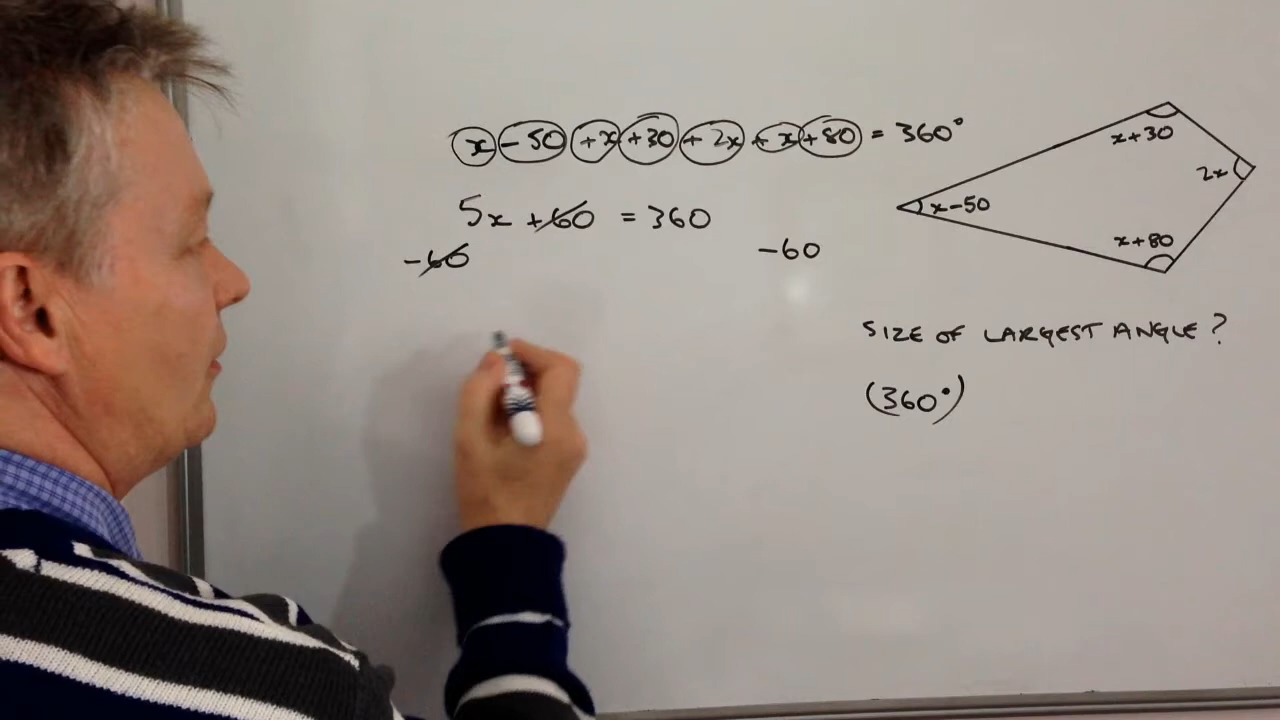 x - 50 + x + 30 + 2x + x + 80 = 360°
5x + 60 = 360
- 60 - 60
x+30
2x
x-50
x+80
SIZE OF LARGEST ANGLE?
(360°)